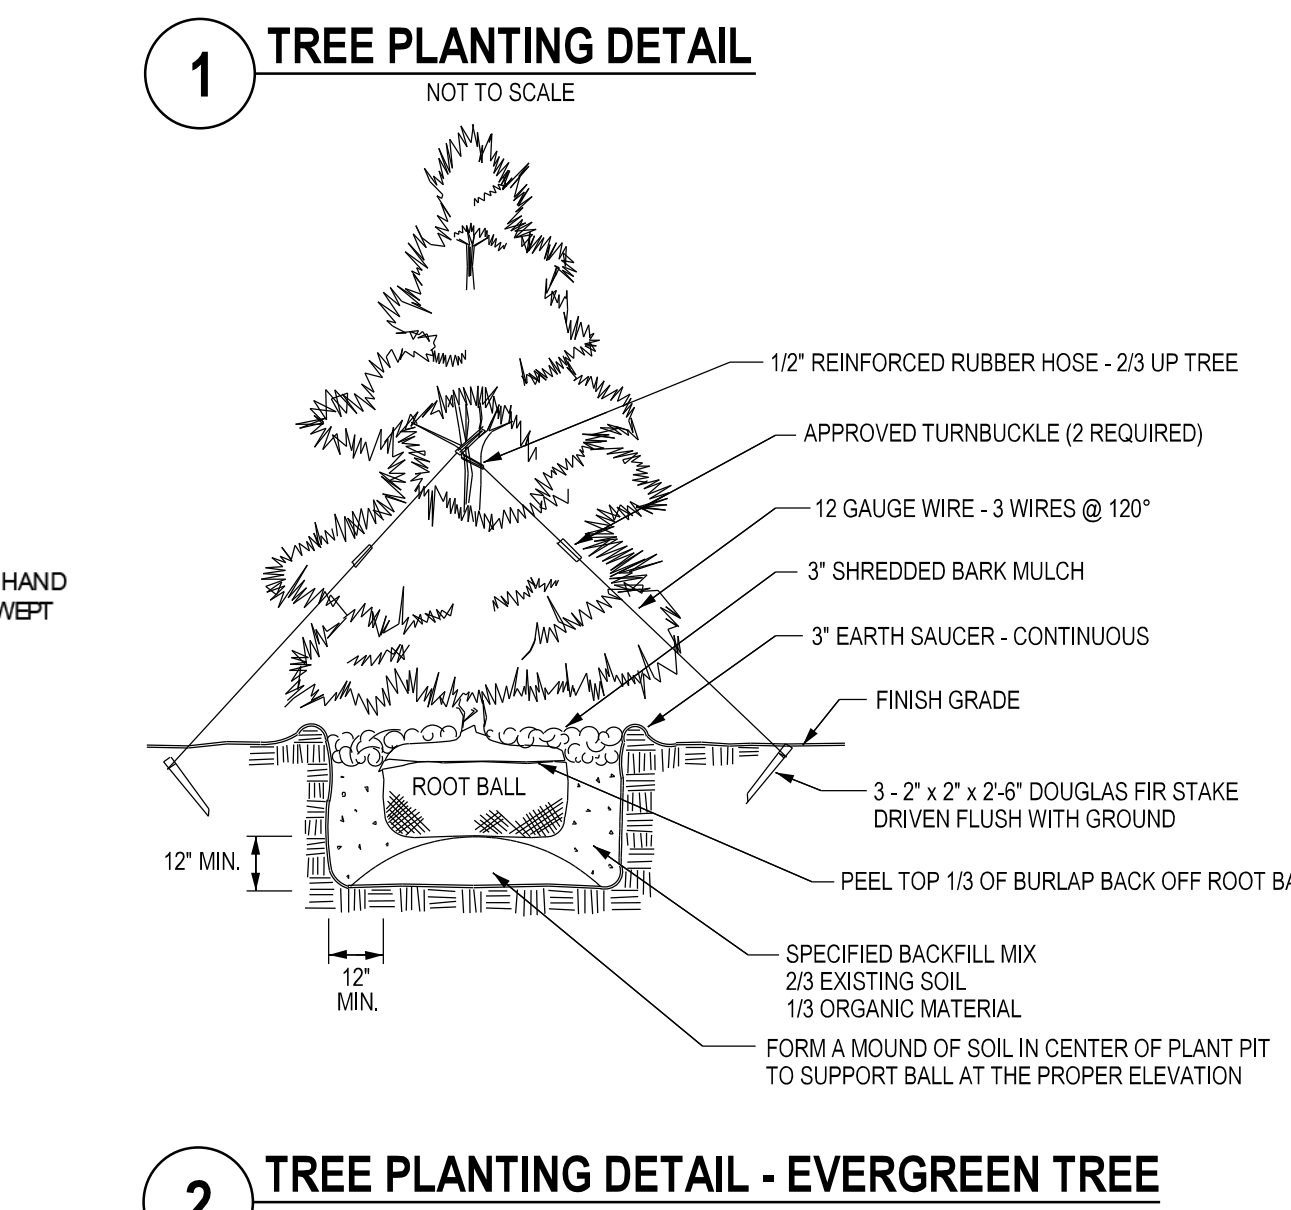 1
TREE PLANTING DETAIL
NOT TO SCALE
HAND
WEPT
1/2" REINFORCED RUBBER HOSE - 2/3 UP TREE
APPROVED TURNBUCKLE (2 REQUIRED)
12 GAUGE WIRE - 3 WIRES @ 120°
3" SHREDDED BARK MULCH
3" EARTH SAUCER - CONTINUOUS
FINISH GRADE
ROOT BALL
3 - 2" x 2" x 2'-6" DOUGLAS FIR STAKE
DRIVEN FLUSH WITH GROUND
12" MIN.
PEEL TOP 1/3 OF BURLAP BACK OFF ROOT BA
SPECIFIED BACKFILL MIX
2/3 EXISTING SOIL
1/3 ORGANIC MATERIAL
12"
MIN.
FORM A MOUND OF SOIL IN CENTER OF PLANT PIT
TO SUPPORT BALL AT THE PROPER ELEVATION
2
TREE PLANTING DETAIL - EVERGREEN TREE